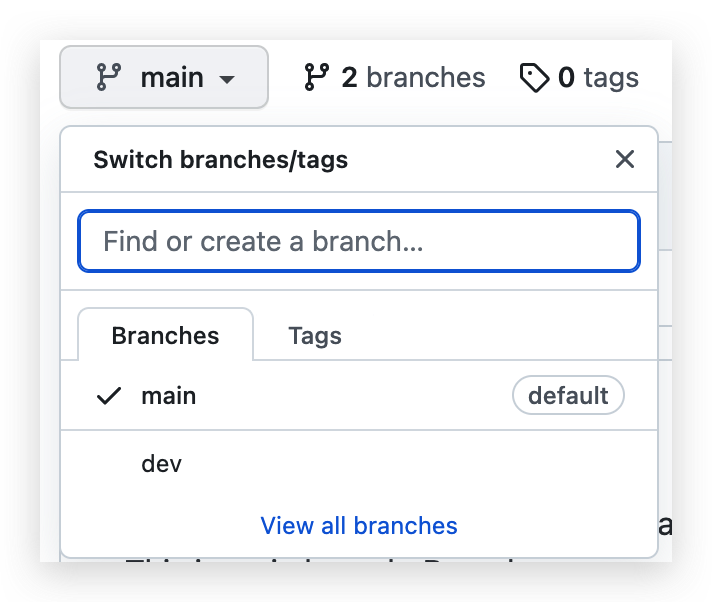 main 2 branches 0 tags
Switch branches/tags
Find or create a branch...
Branches Tags
main default
dev
View all branches